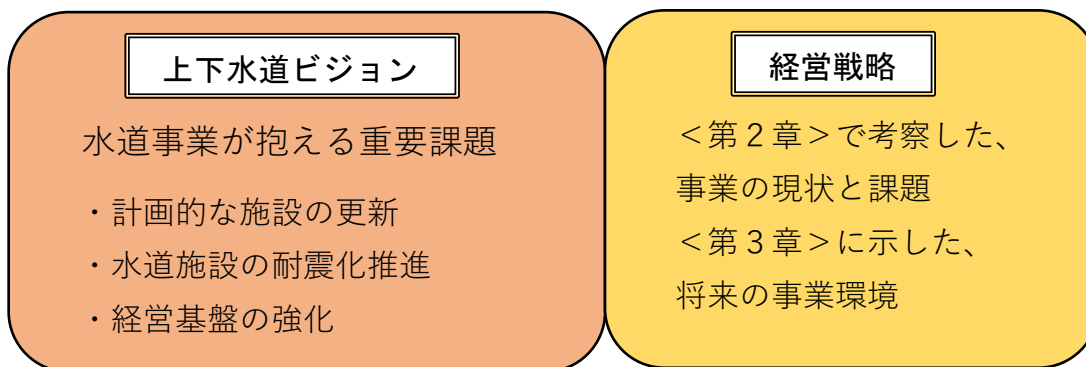 上下水道ビジョン
水道事業が抱える重要課題
・計画的な施設の更新
・水道施設の耐震化推進
・経営基盤の強化
経営戦略
＜第２章＞で考察した、
事業の現状と課題
＜第３章＞に示した、
将来の事業環境